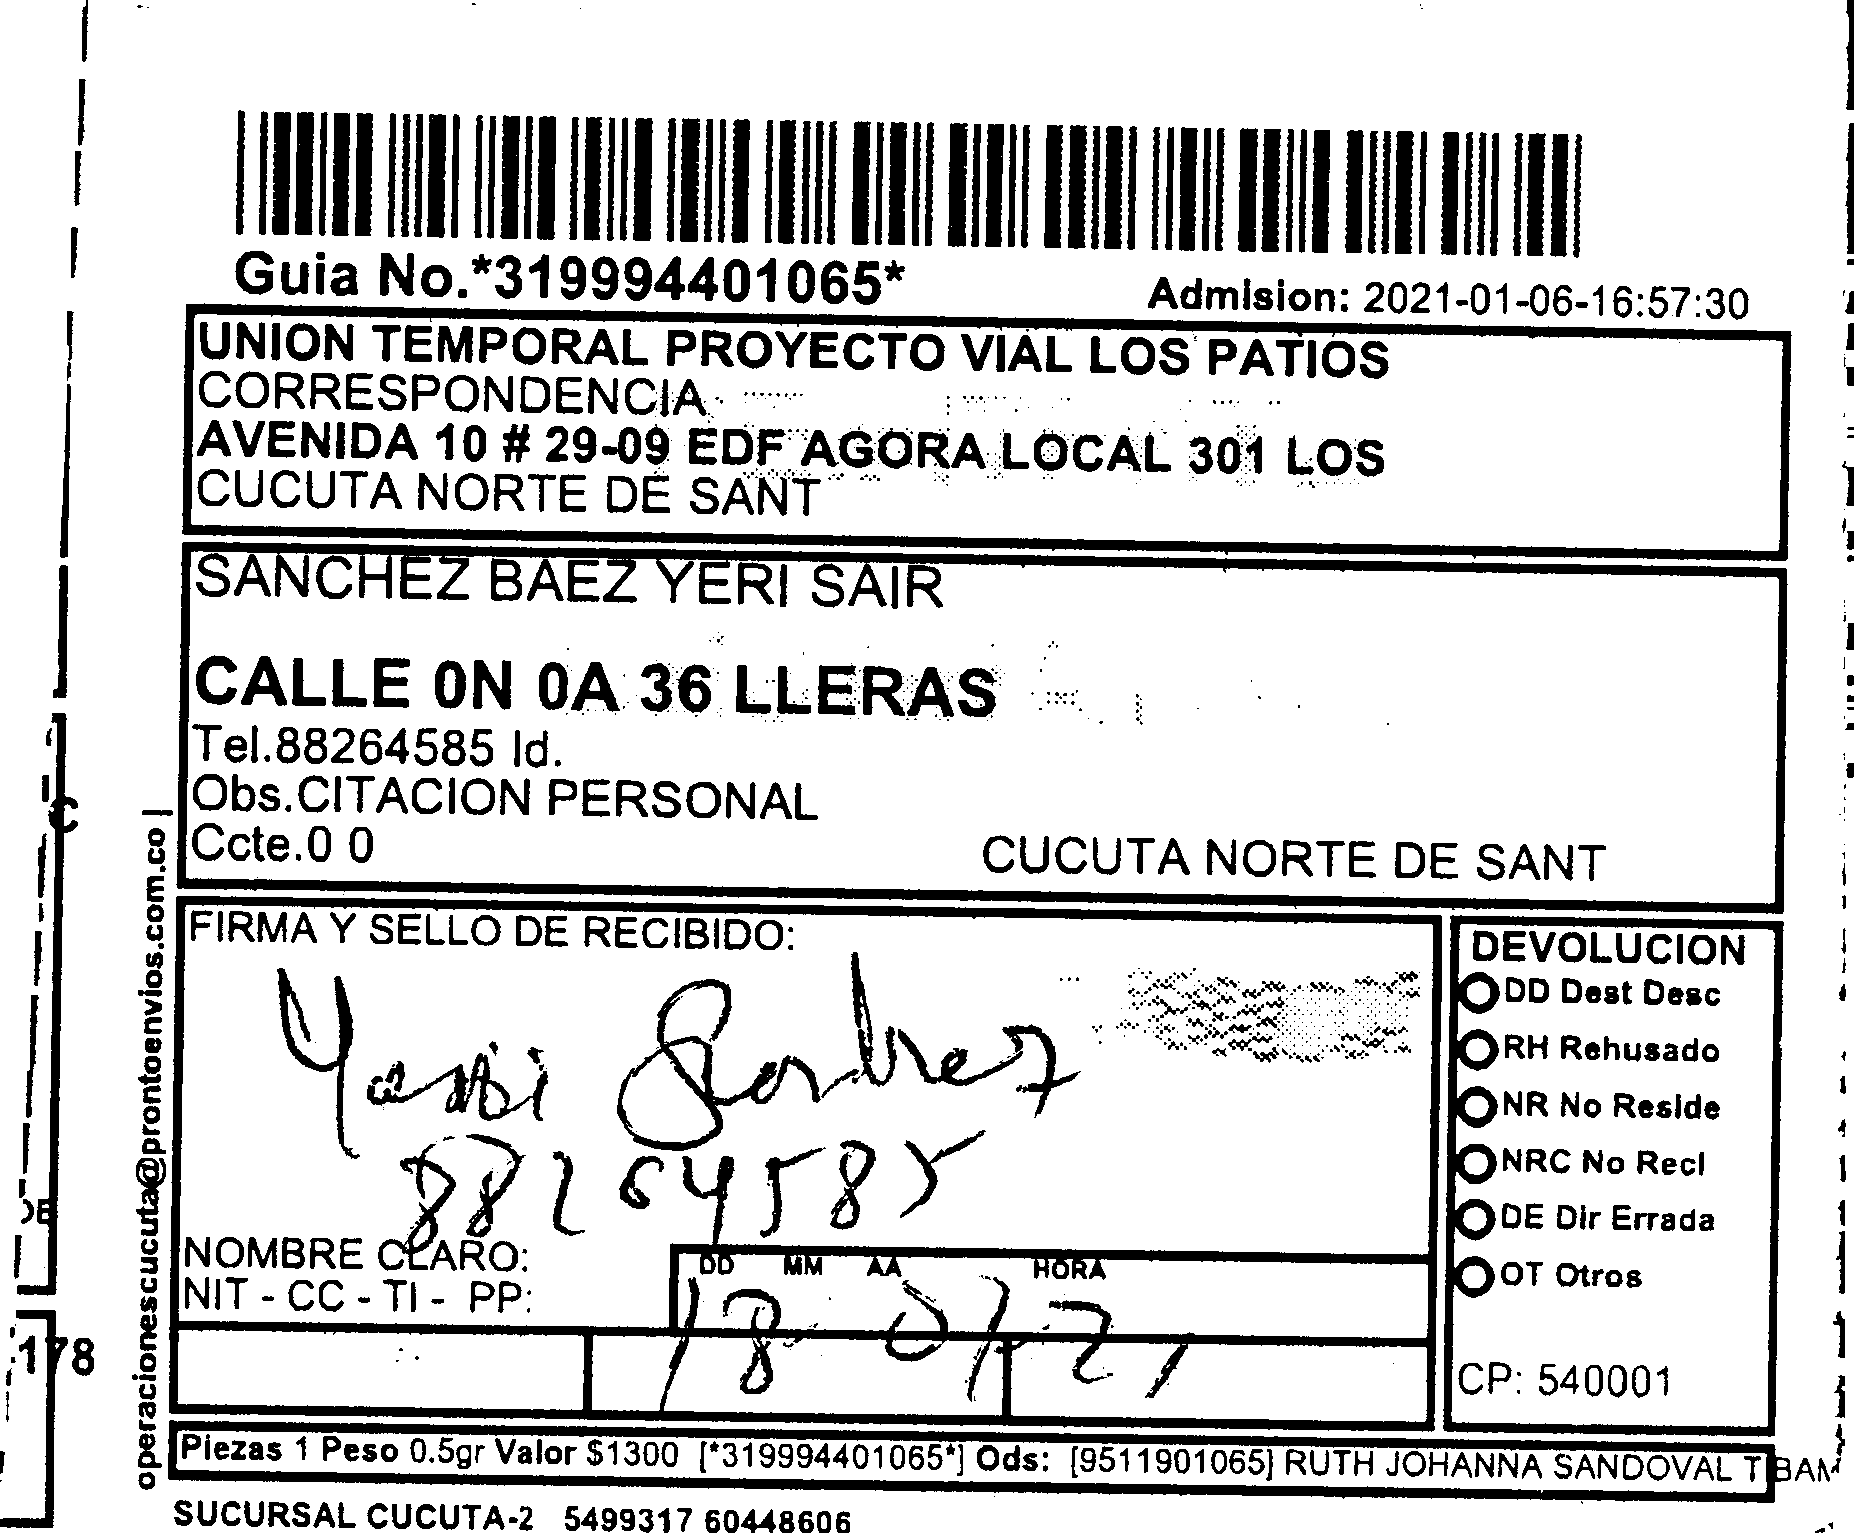 Guia No.*319994401065*
Admision: 2021-01-06-16:57:30
UNION TEMPORAL PROYECTO VIAL LOS PATIOS
CORRESPONDENCIA
AVENIDA 10 # 29-09 EDF AGORA LOCAL 301 LOS
CUCUTA NORTE DE SANT
SANCHEZ BAEZ YERI SAIR
CALLE 0N 0A 36 LLERAS
Tel.88264585 Id.
Obs.CITACION PERSONAL
Ccte.0 0
CUCUTA NORTE DE SANT
operacionescucuta@prontoenvios.com.co |
FIRMA Y SELLO DE RECIBIDO:
88264585
NOMBRE CLARO:
NIT - CC - TI - PP:
DD MM AA HORA
18-01-21
DEVOLUCION
DD Dest Desc
RH Rehusado
NR No Reside
NRC No Recl
DE Dir Errada
OT Otros
CP: 540001
Piezas 1 Peso 0.5gr Valor $1300 [*319994401065*] Ods: [9511901065] RUTH JOHANNA SANDOVAL TIBAM
SUCURSAL CUCUTA-2 5499317 60448606
C
DE
178